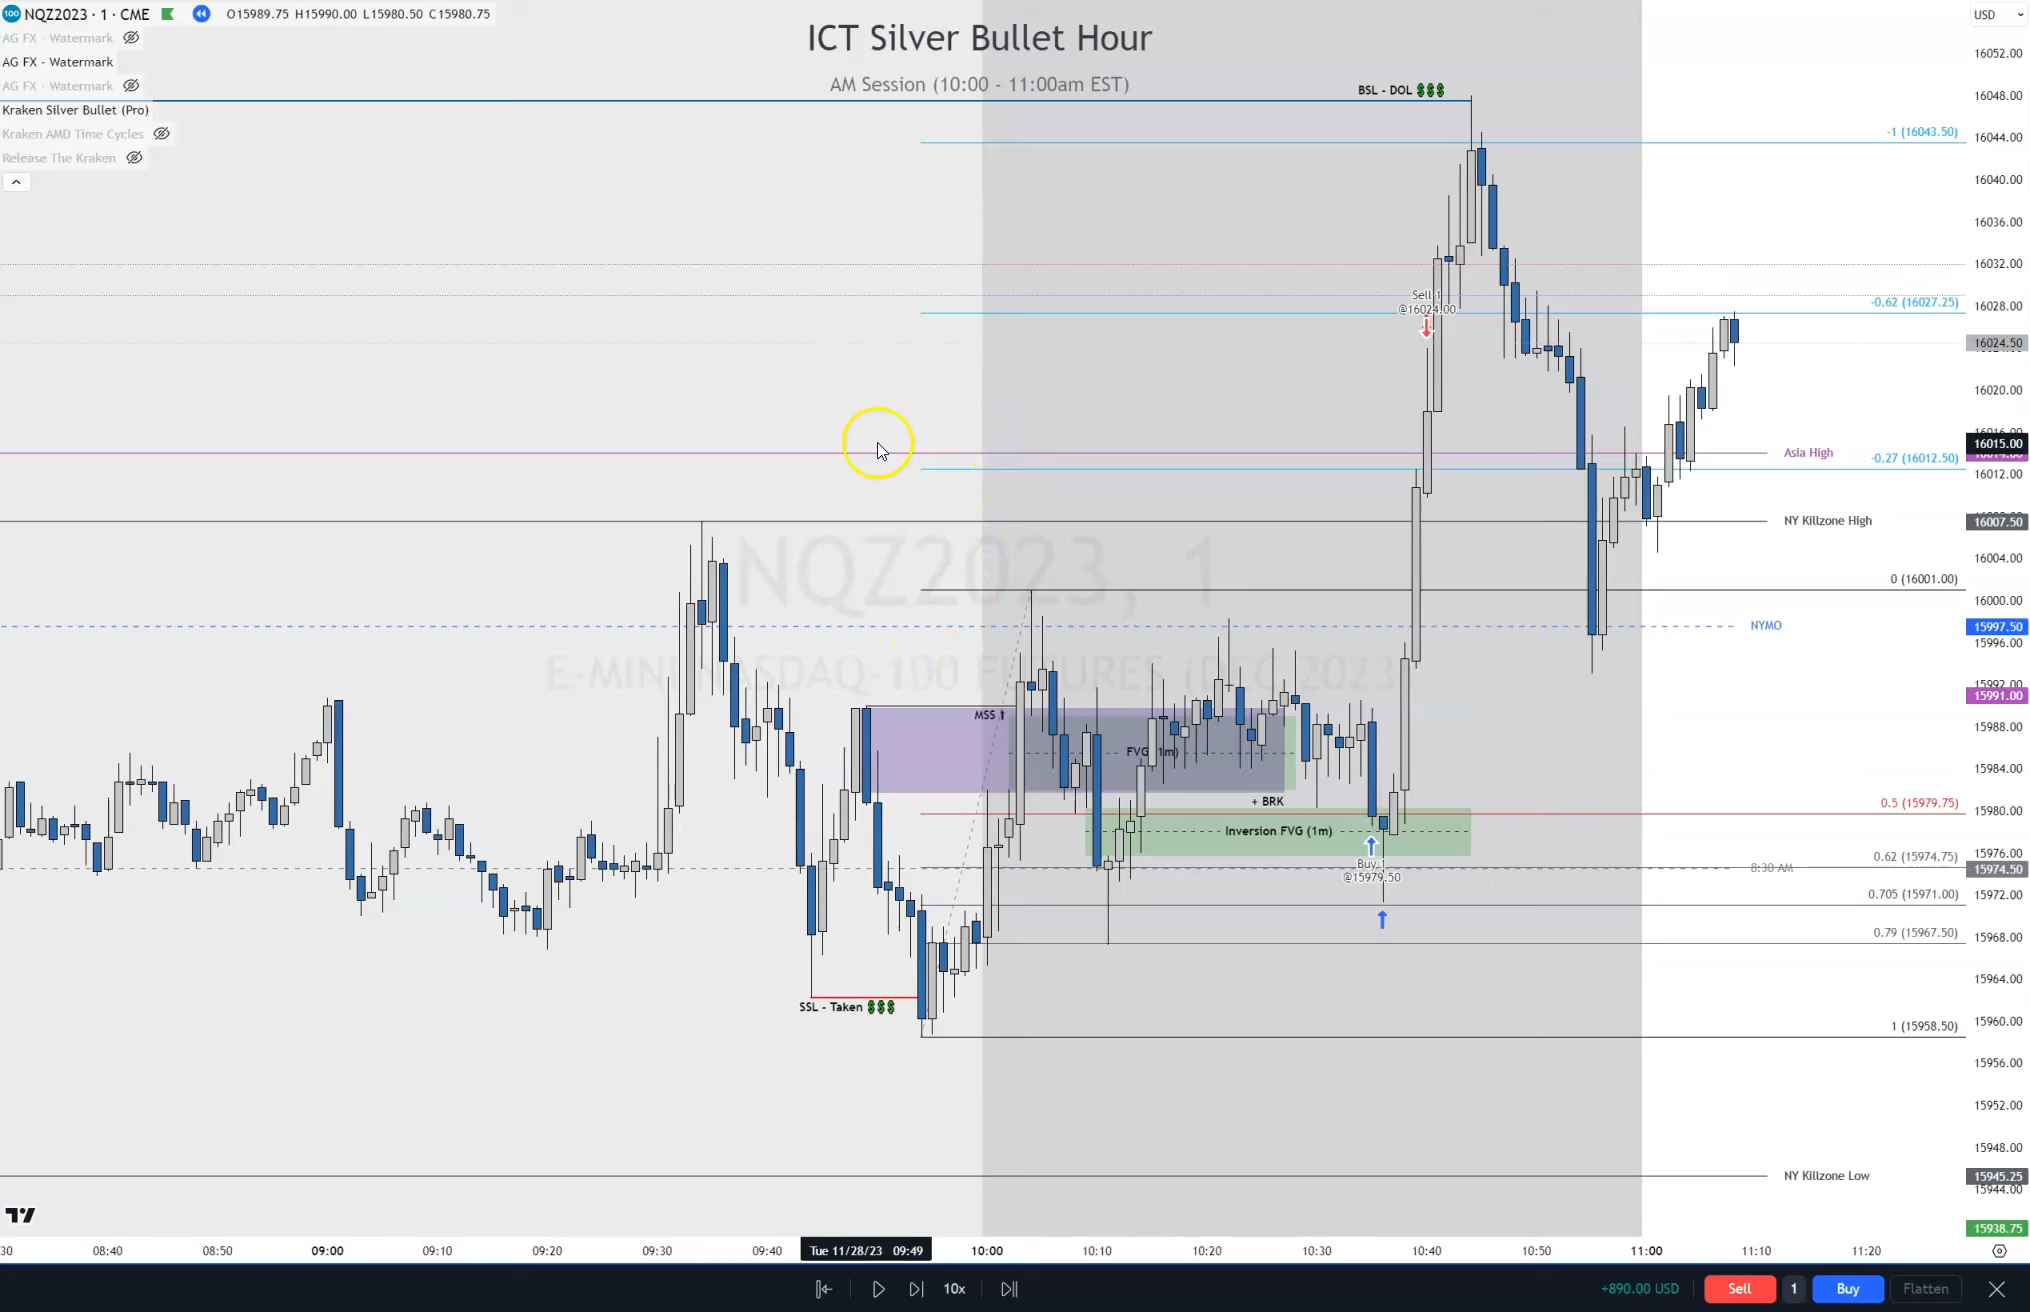 NQZ2023 · 1 · CME O15989.75 H15990.00 L15980.50 C15980.75
AG FX - Watermark
AG FX - Watermark
AG FX - Watermark
Kraken Silver Bullet (Pro)
Kraken AMD Time Cycles
Release The Kraken
ICT Silver Bullet Hour
AM Session (10:00 - 11:00am EST)
USD
BSL - DOL
-1 (16043.50)
Sell 1
@16024.00
-0.62 (16027.25)
Asia High
-0.27 (16012.50)
NY Killzone High
0 (16001.00)
NYMO
NQZ2023, 1
E-MINI NASDAQ-100 FUTURES (DEC 2023
MSS
FVG (1m)
+ BRK
0.5 (15979.75)
Inversion FVG (1m)
Buy 1
@15979.50
0.62 (15974.75)
8:30 AM
0.705 (15971.00)
0.79 (15967.50)
SSL - Taken
1 (15958.50)
NY Killzone Low
16052.00
16048.00
16044.00
16040.00
16036.00
16032.00
16028.00
16024.50
16020.00
16015.00
16012.00
16007.50
16004.00
16000.00
15997.50
15996.00
15992.00
15991.00
15988.00
15984.00
15980.00
15976.00
15974.50
15972.00
15968.00
15964.00
15960.00
15956.00
15952.00
15948.00
15945.25
15944.00
15938.75
30 08:40 08:50 09:00 09:10 09:20 09:30 09:40 Tue 11/28/23 09:49 10:00 10:10 10:20 10:30 10:40 10:50 11:00 11:10 11:20
10x
+890.00 USD Sell 1 Buy Flatten